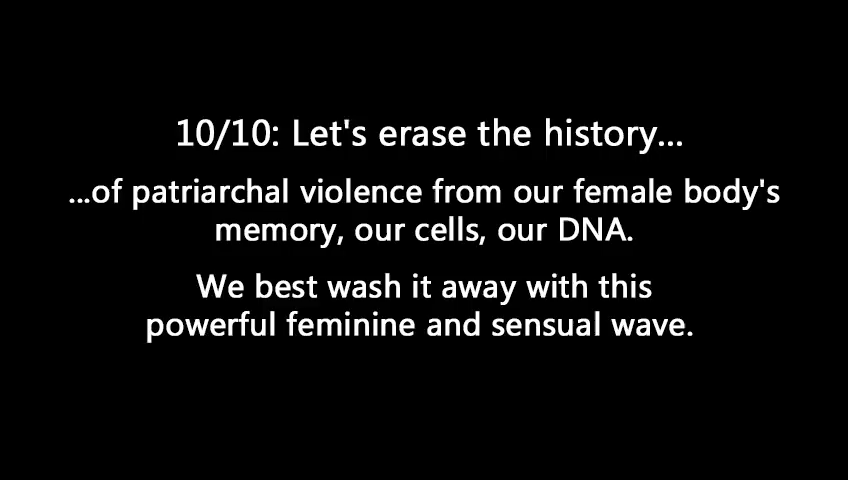 10/10: Let's erase the history...
...of patriarchal violence from our female body's
memory, our cells, our DNA.
We best wash it away with this
powerful feminine and sensual wave.